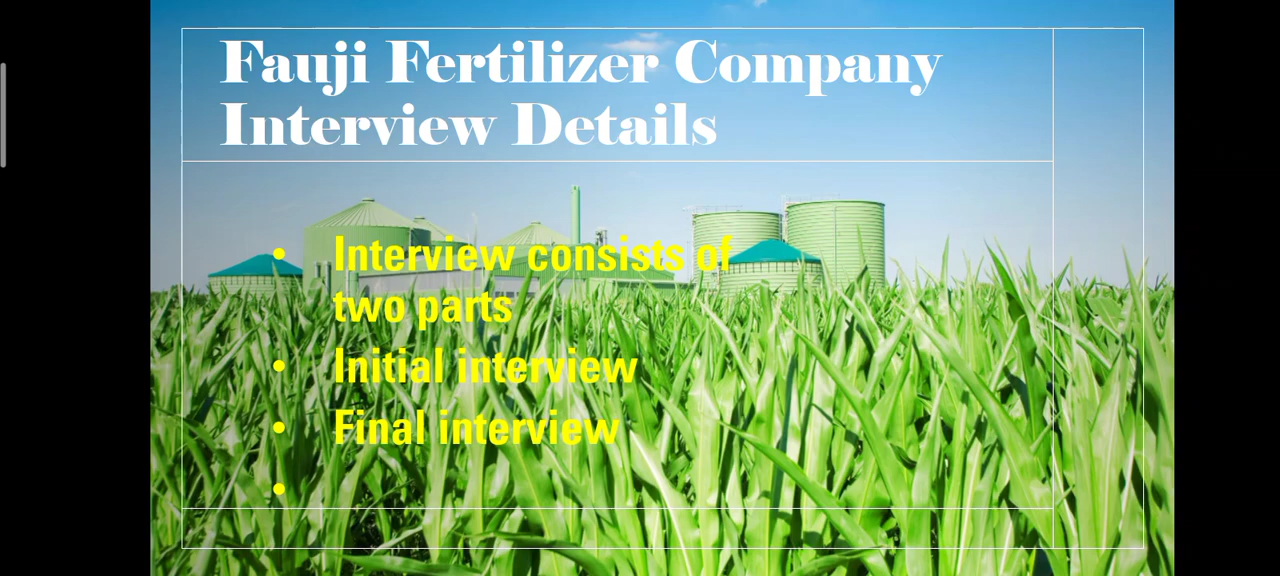 Fauji Fertilizer Company
Interview Details
• Interview consists of
two parts
• Initial interview
• Final interview
•